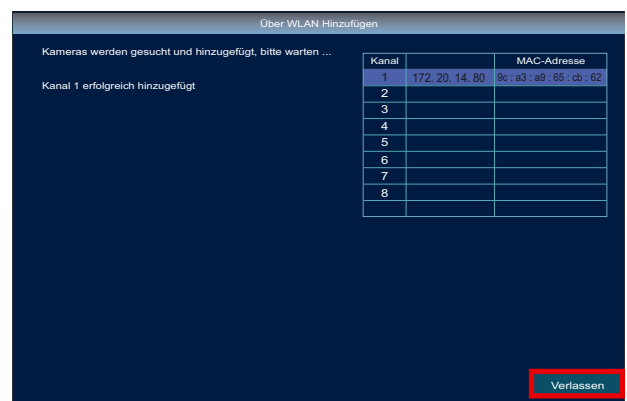 Über WLAN Hinzufügen
Kameras werden gesucht und hinzugefügt, bitte warten ...
Kanal 1 erfolgreich hinzugefügt
Kanal MAC-Adresse
1 172. 20. 14. 80 9c : a3 : a9 : 65 : cb : 62
2
3
4
5
6
7
8
Verlassen